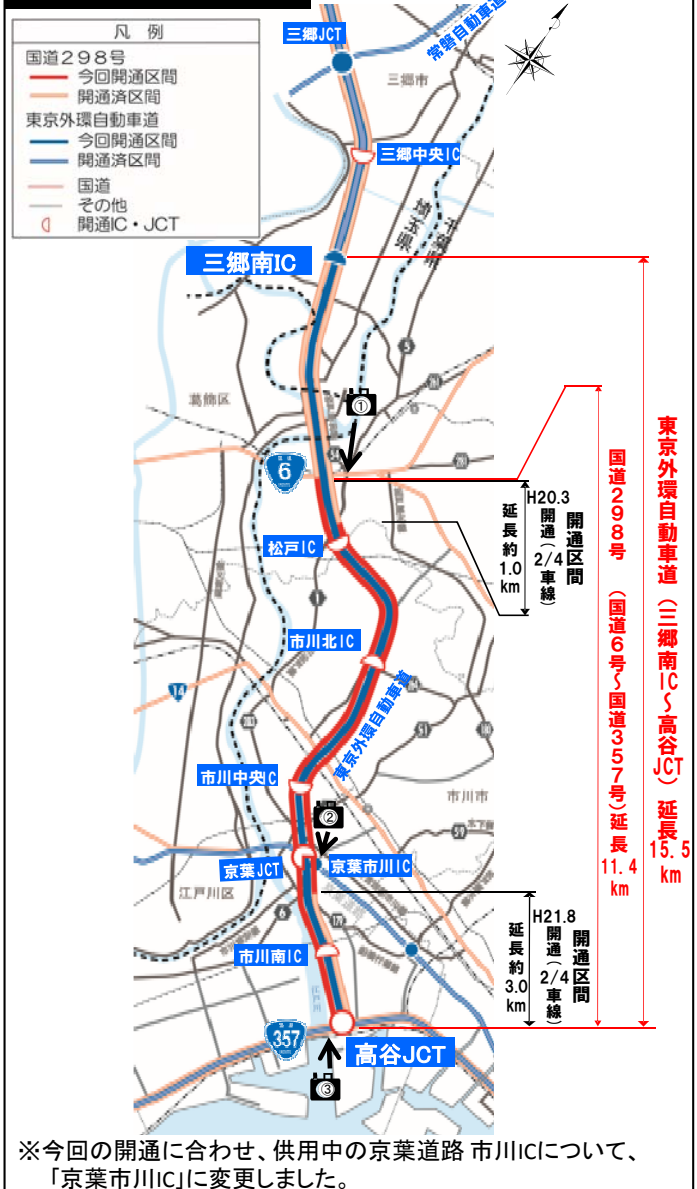 凡 例
国道298号
今回開通区間
開通済区間
東京外環自動車道
今回開通区間
開通済区間
国道
その他
開通IC・JCT
三郷JCT
常磐自動車道
三郷市
三郷中央IC
埼玉県
千葉県
三郷南IC
葛飾区
①
6
松戸IC
市川北IC
東京外環自動車道
14
市川中央IC
市川市
②
京葉JCT
京葉市川IC
江戸川区
市川南IC
江戸川
357
高谷JCT
③
開通区間
H20.3
開通(2/4車線)
延長約
1.0
km
開通区間
H21.8
開通(2/4車線)
延長約
3.0
km
国道298号 (国道6号~国道357号)延長
11.4
km
東京外環自動車道 (三郷南IC~高谷JCT) 延長
15.5
km
※今回の開通に合わせ、供用中の京葉道路 市川ICについて、
「京葉市川IC」に変更しました。